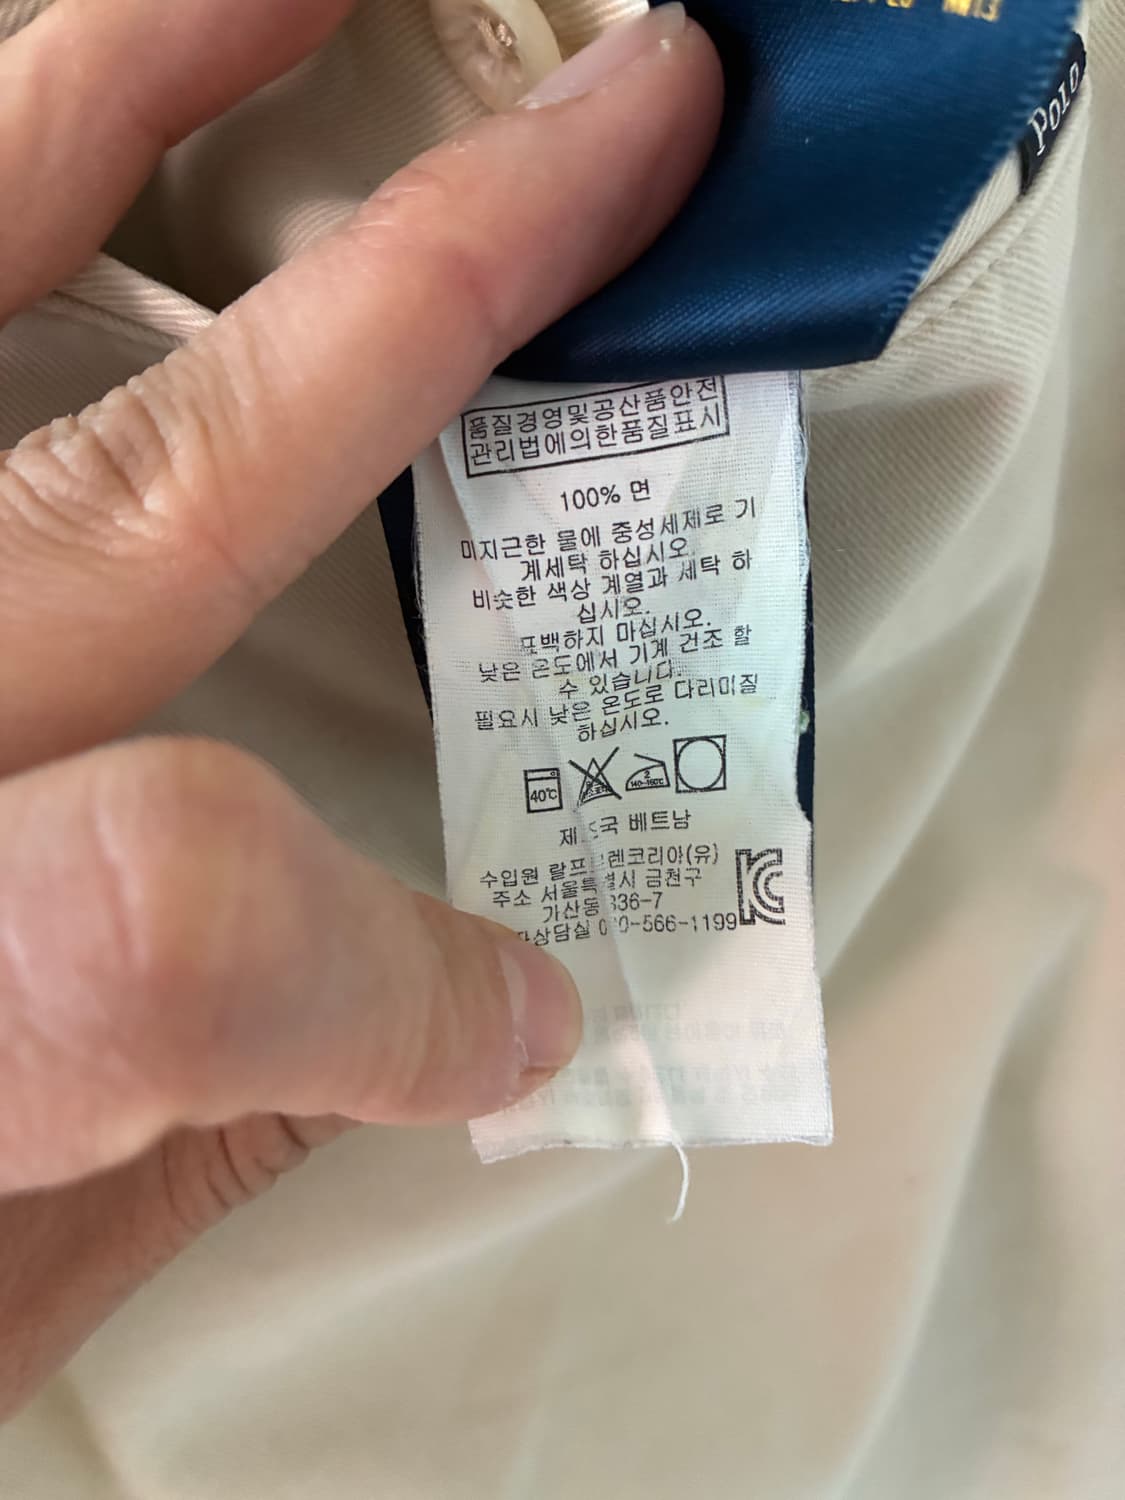 POLO
품질경영및공산품안전
관리법에의한품질표시
100% 면
미지근한 물에 중성세제로 기
계세탁 하십시오.
비슷한 색상 계열과 세탁 하
십시오.
표백하지 마십시오.
낮은 온도에서 기계 건조 할
수 있습니다.
필요시 낮은 온도로 다리미질
하십시오.
40℃
2
140~160℃
베트남
수입원 랄프 렌코리아(유)
주소 서울특별시 금천구
가산동 336-7
상담실 -566-1199